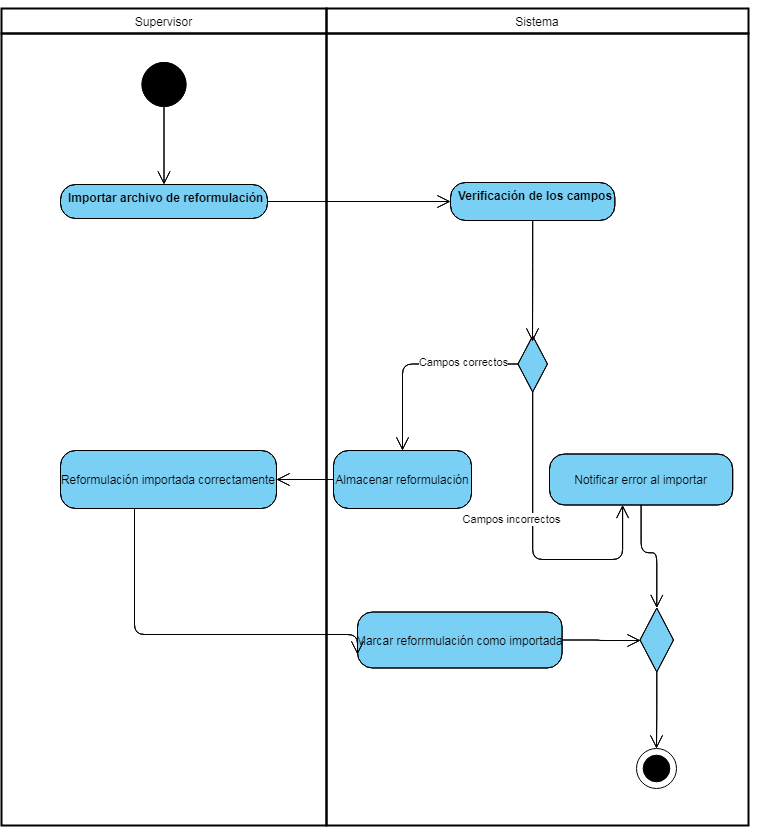 Supervisor
Sistema
Importar archivo de reformulación
Verificación de los campos
Campos correctos
Reformulación importada correctamente
Almacenar reformulación
Notificar error al importar
Campos incorrectos
Marcar reforrmulación como importada